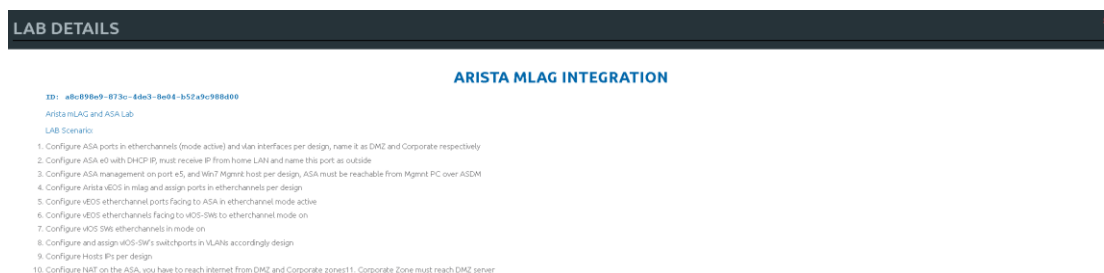 LAB DETAILS
ARISTA MLAG INTEGRATION
ID: a8c898e9-873c-4de3-8e04-b52a9c988d00
Arista mLAG and ASA Lab
LAB Scenario:
1. Configure ASA ports in etherchannels (mode active) and vlan interfaces per design, name it as DMZ and Corporate respectively
2. Configure ASA e0 with DHCP IP, must receive IP from home LAN and name this port as outside
3. Configure ASA management on port e5, and Win7 Mgmnt host per design, ASA must be reachable from Mgmnt PC over ASDM
4. Configure Arista vEOS in mlag and assign ports in etherchannels per design
5. Configure vEOS etherchannel ports facing to ASA in etherchannel mode active
6. Configure vEOS etherchannels facing to vIOS-SWs to etherchannel mode on
7. Configure vIOS SWs etherchannels in mode on
8. Configure and assign vIOS-SW's switchports in VLANs accordingly design
9. Configure Hosts IPs per design
10. Configure NAT on the ASA, you have to reach internet from DMZ and Corporate zones11. Corporate Zone must reach DMZ server